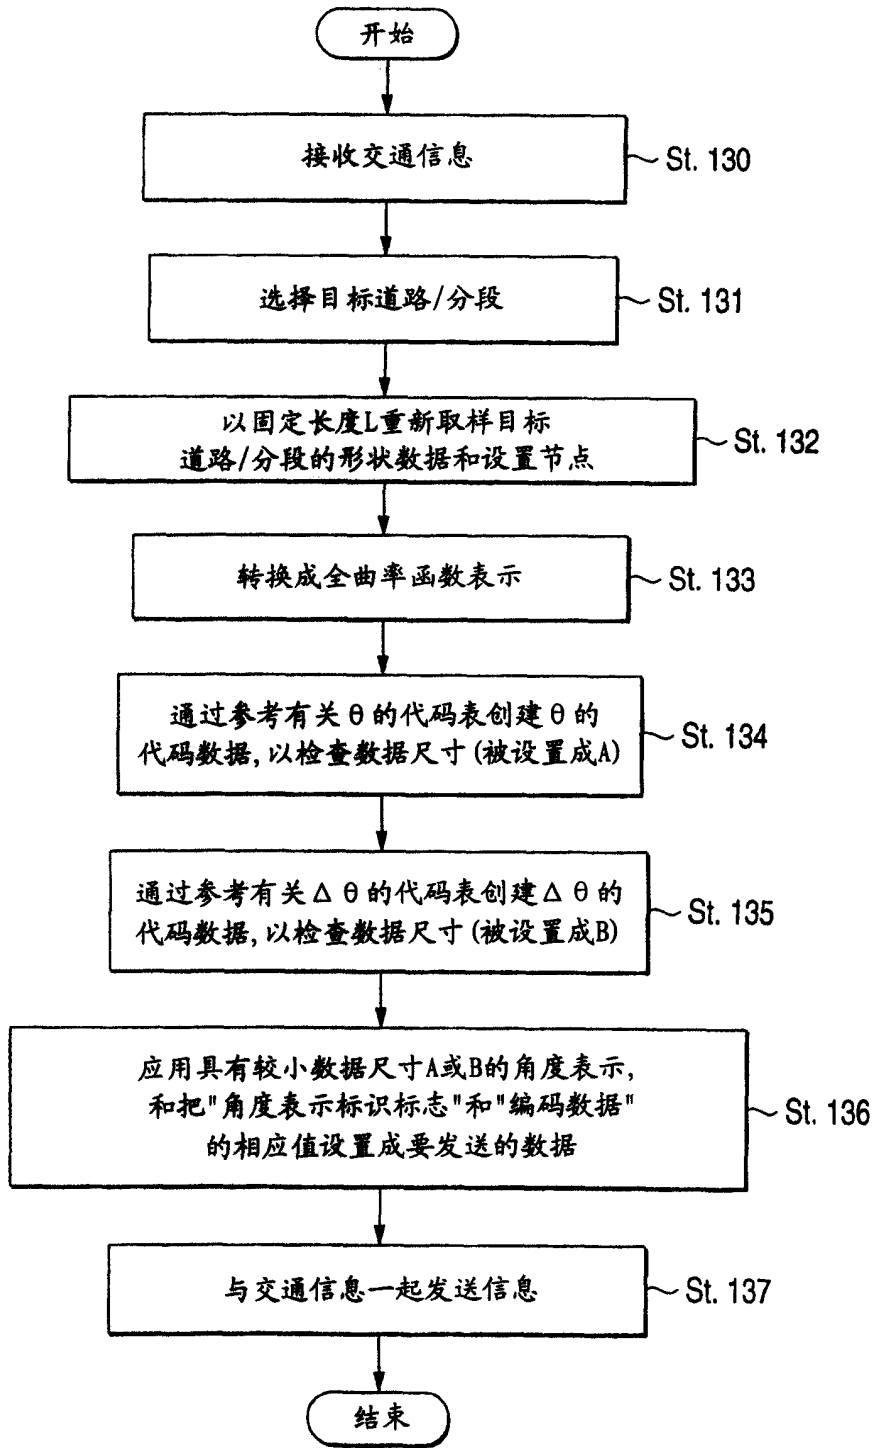 开始
接收交通信息
St. 130
选择目标道路/分段
St. 131
以固定长度L重新取样目标
道路/分段的形状数据和设置节点
St. 132
转换成全曲率函数表示
St. 133
通过参考有关θ的代码表创建θ的
代码数据,以检查数据尺寸(被设置成A)
St. 134
通过参考有关Δθ的代码表创建Δθ的
代码数据,以检查数据尺寸(被设置成B)
St. 135
应用具有较小数据尺寸A或B的角度表示,
和把"角度表示标识标志"和"编码数据"
的相应值设置成要发送的数据
St. 136
与交通信息一起发送信息
St. 137
结束